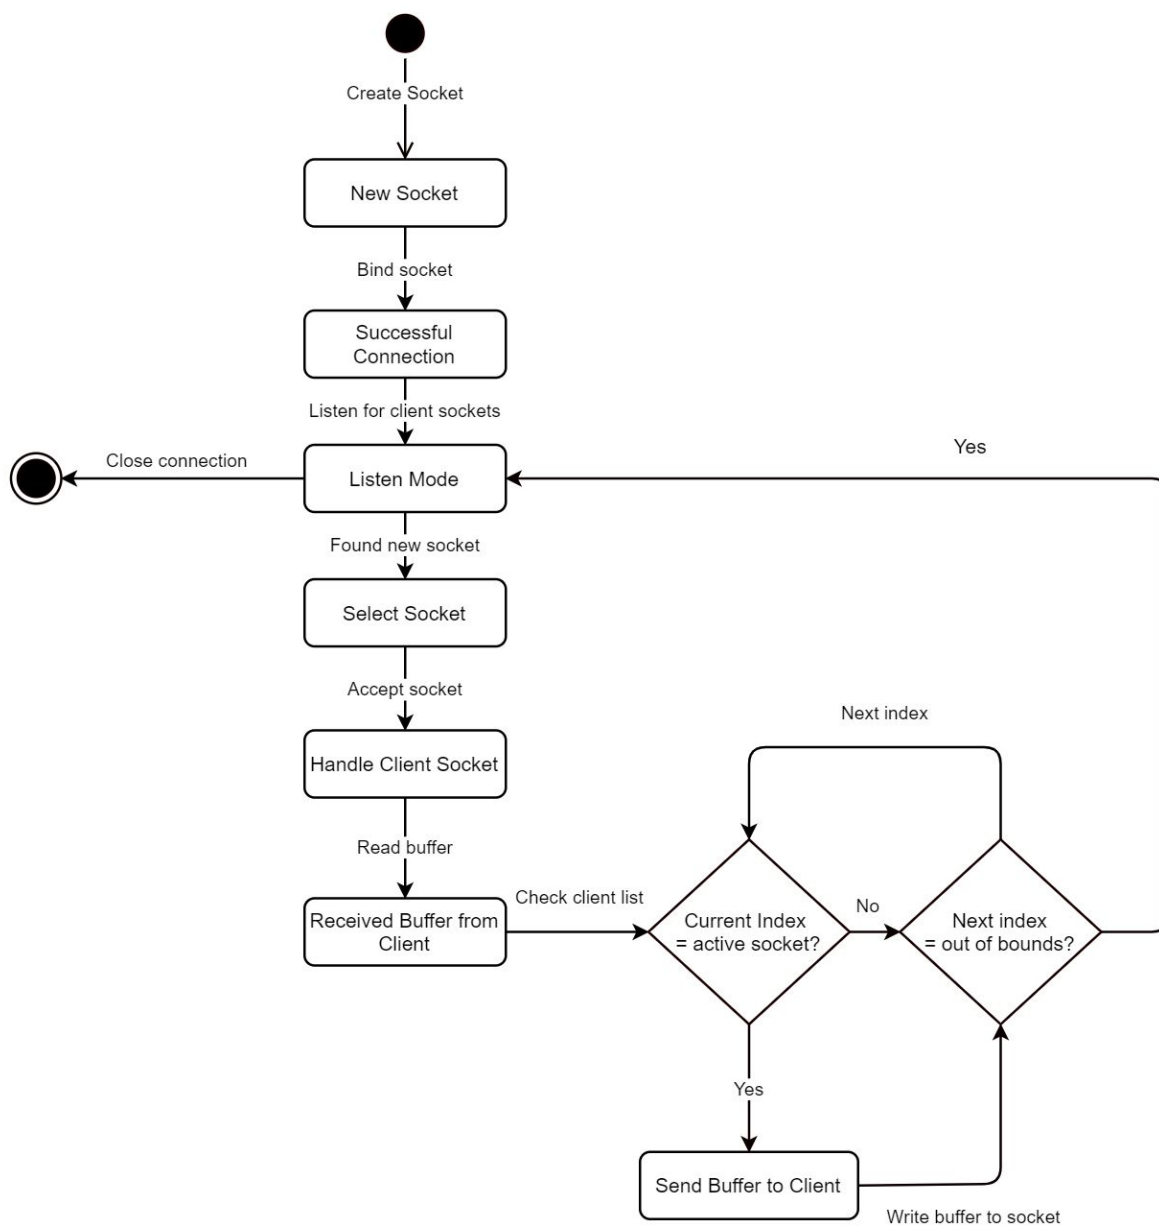 Create Socket
New Socket
Bind socket
Successful
Connection
Listen for client sockets
Yes
Close connection
Listen Mode
Found new socket
Select Socket
Accept socket
Next index
Handle Client Socket
Read buffer
Check client list
Received Buffer from
Client
Current Index
= active socket?
No
Next index
= out of bounds?
Yes
Send Buffer to Client
Write buffer to socket